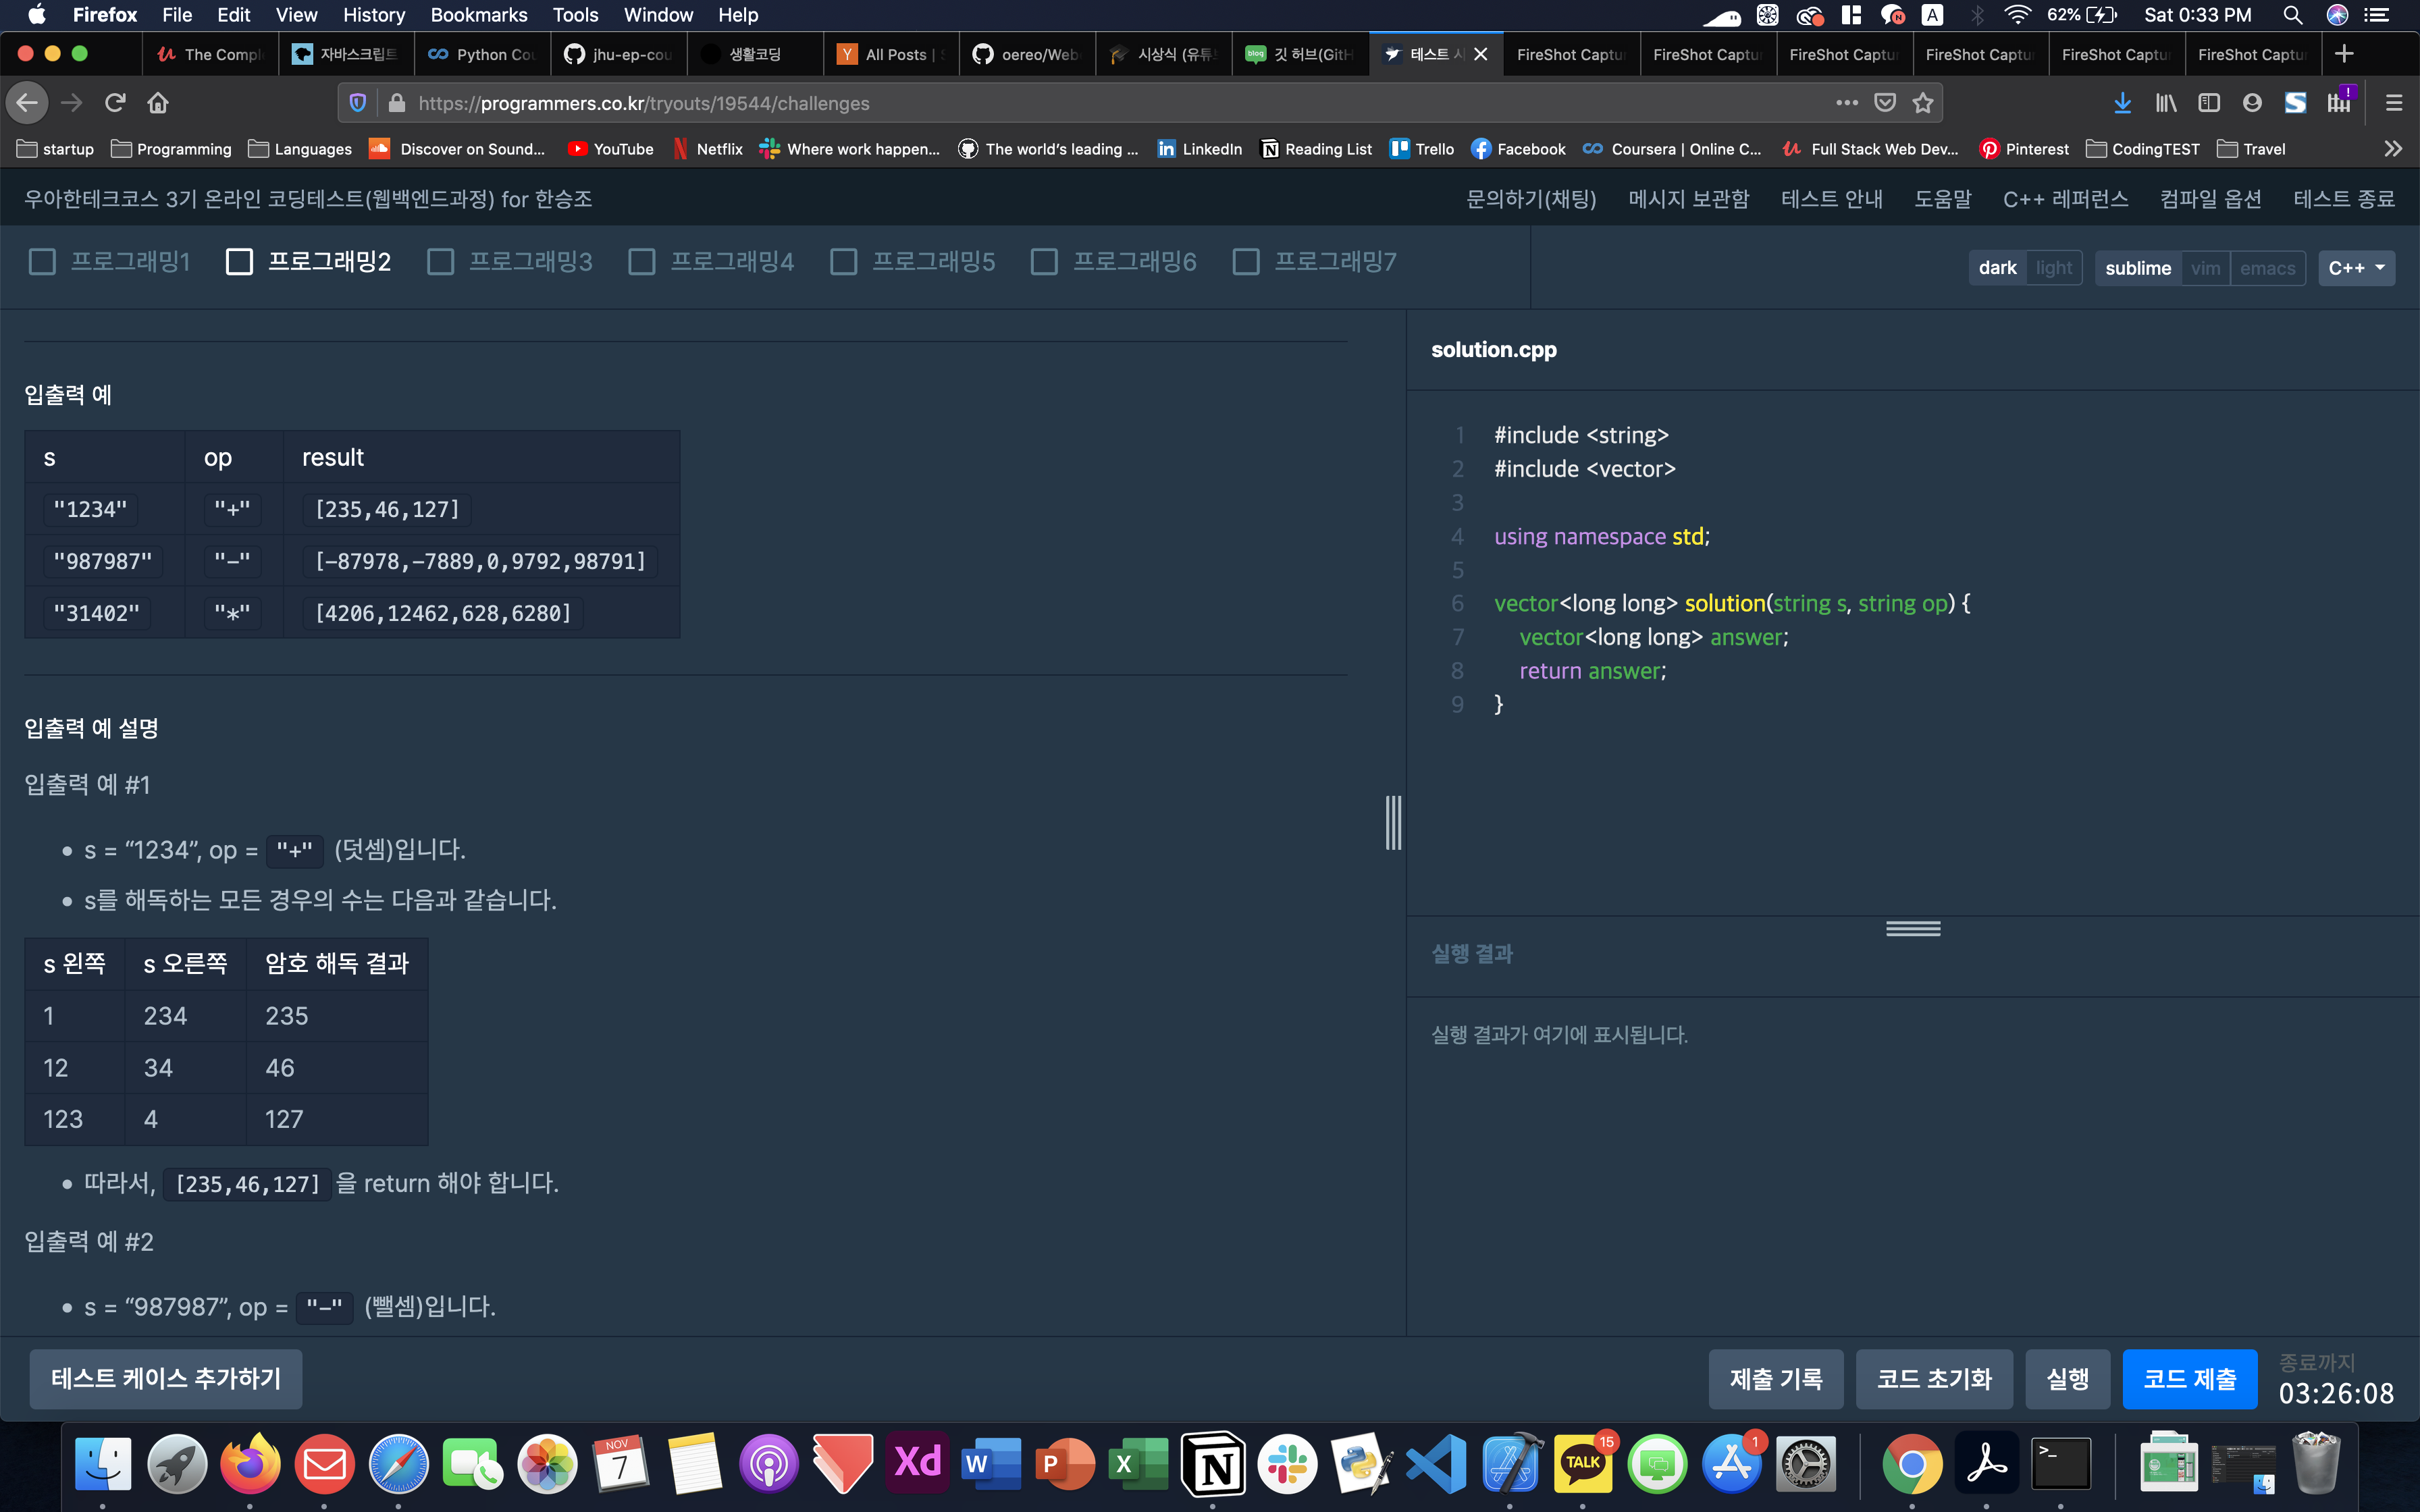 Firefox File Edit View History Bookmarks Tools Window Help 62% Sat 0:33 PM
The Compl 자바스크립트 Python Cou jhu-ep-cou 생활코딩 All Posts | oereo/Web 시상식 (유튜 깃 허브(GitH 테스트 FireShot Captu FireShot Captu FireShot Captu FireShot Captu FireShot Captu FireShot Captu
https://programmers.co.kr/tryouts/19544/challenges
startup Programming Languages Discover on Sound... YouTube Netflix Where work happen... The world's leading ... LinkedIn Reading List Trello Facebook Coursera | Online C... Full Stack Web Dev... Pinterest CodingTEST Travel
우아한테크코스 3기 온라인 코딩테스트(웹백엔드과정) for 한승조 문의하기(채팅) 메시지 보관함 테스트 안내 도움말 C++ 레퍼런스 컴파일 옵션 테스트 종료
프로그래밍1 프로그래밍2 프로그래밍3 프로그래밍4 프로그래밍5 프로그래밍6 프로그래밍7 dark light sublime vim emacs C++
입출력 예
s op result
"1234" "+" [235,46,127]
"987987" "-" [-87978,-7889,0,9792,98791]
"31402" "*" [4206,12462,628,6280]
입출력 예 설명
입출력 예 #1
• s = “1234”, op = "+" (덧셈)입니다.
• s를 해독하는 모든 경우의 수는 다음과 같습니다.
s 왼쪽 s 오른쪽 암호 해독 결과
1 234 235
12 34 46
123 4 127
• 따라서, [235,46,127] 을 return 해야 합니다.
입출력 예 #2
• s = “987987”, op = "-" (뺄셈)입니다.
solution.cpp
1 #include <string>
2 #include <vector>
3
4 using namespace std;
5
6 vector<long long> solution(string s, string op) {
7 vector<long long> answer;
8 return answer;
9 }
실행 결과
실행 결과가 여기에 표시됩니다.
테스트 케이스 추가하기 제출 기록 코드 초기화 실행 코드 제출 종료까지
03:26:08
NOV
7
Xd W P X N TALK 15 1 >_